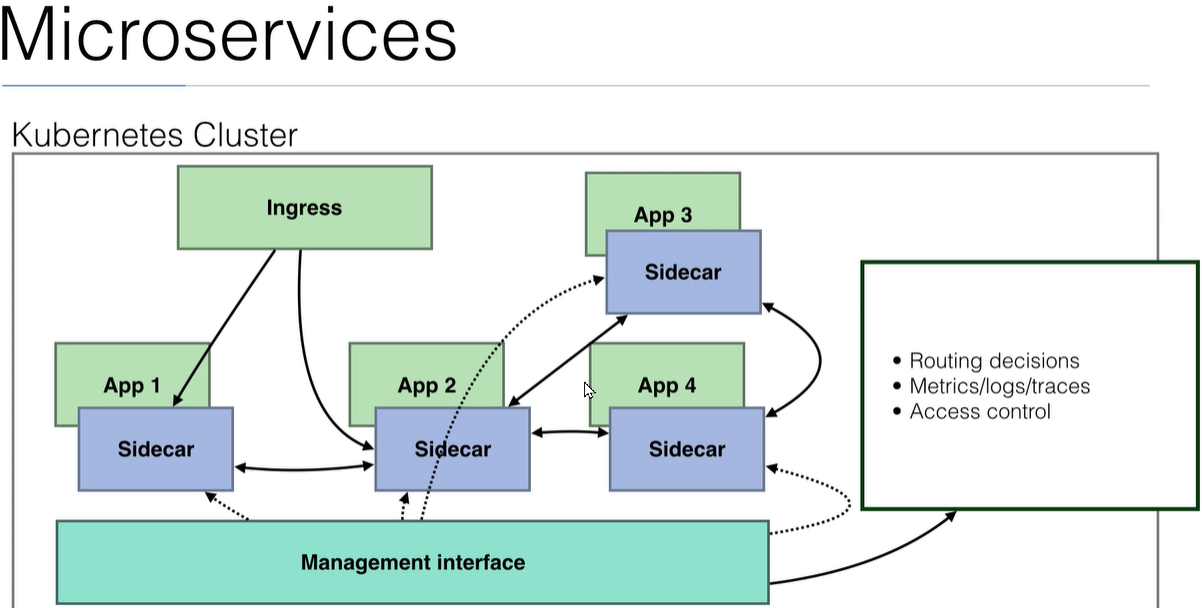 Microservices
Kubernetes Cluster
Ingress
App 3
Sidecar
App 1
Sidecar
App 2
Sidecar
App 4
Sidecar
• Routing decisions
• Metrics/logs/traces
• Access control
Management interface